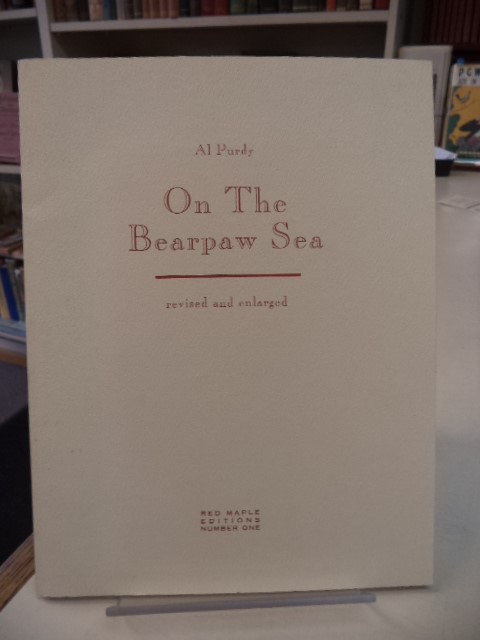 Al Purdy
On The
Bearpaw Sea
revised and enlarged
RED MAPLE
EDITIONS
NUMBER ONE